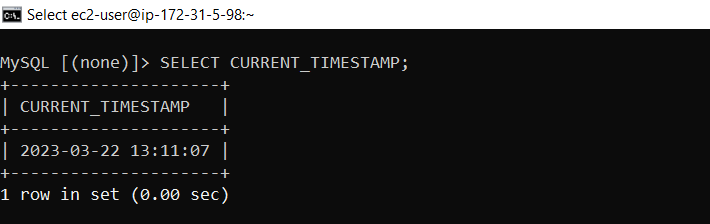 Select ec2-user@ip-172-31-5-98:~
MySQL [(none)]> SELECT CURRENT_TIMESTAMP;
+---------------------+
| CURRENT_TIMESTAMP   |
+---------------------+
| 2023-03-22 13:11:07 |
+---------------------+
1 row in set (0.00 sec)